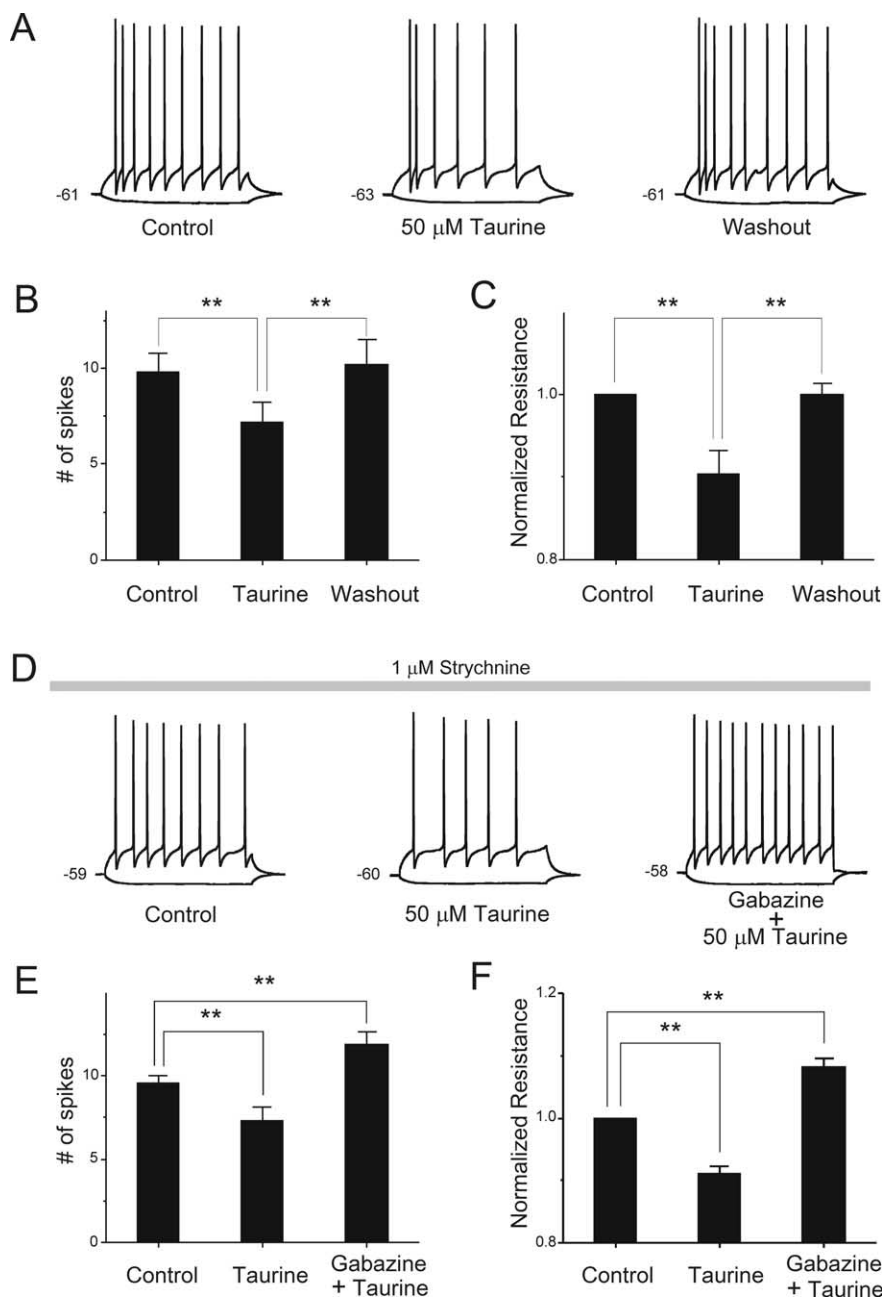 A
-61
Control
-63
50 μM Taurine
-61
Washout
B
** **
# of spikes
10
5
0
Control Taurine Washout
C
** **
Normalized Resistance
1.0
0.8
Control Taurine Washout
D
1 μM Strychnine
-59
Control
-60
50 μM Taurine
-58
Gabazine
+
50 μM Taurine
E
**
**
# of spikes
10
5
0
Control Taurine Gabazine
+ Taurine
F
**
**
Normalized Resistance
1.2
1.0
0.8
Control Taurine Gabazine
+ Taurine